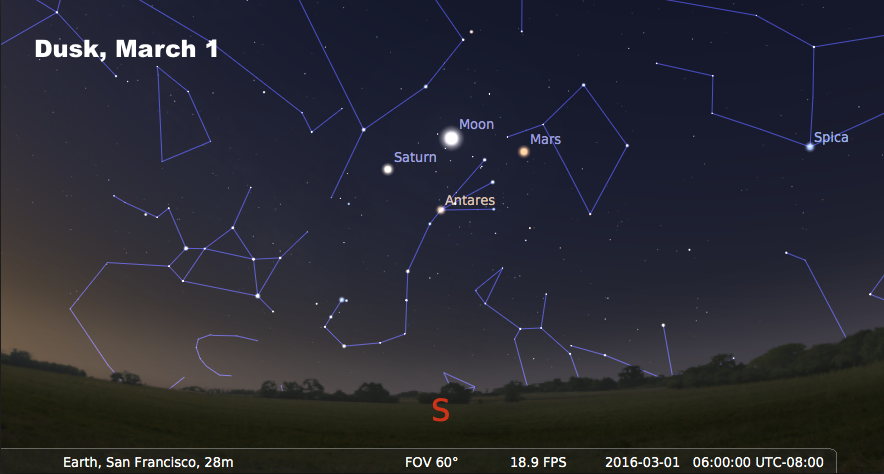 Dusk, March 1
Moon
Mars
Spica
Saturn
Antares
S
Earth, San Francisco, 28m FOV 60° 18.9 FPS 2016-03-01 06:00:00 UTC-08:00